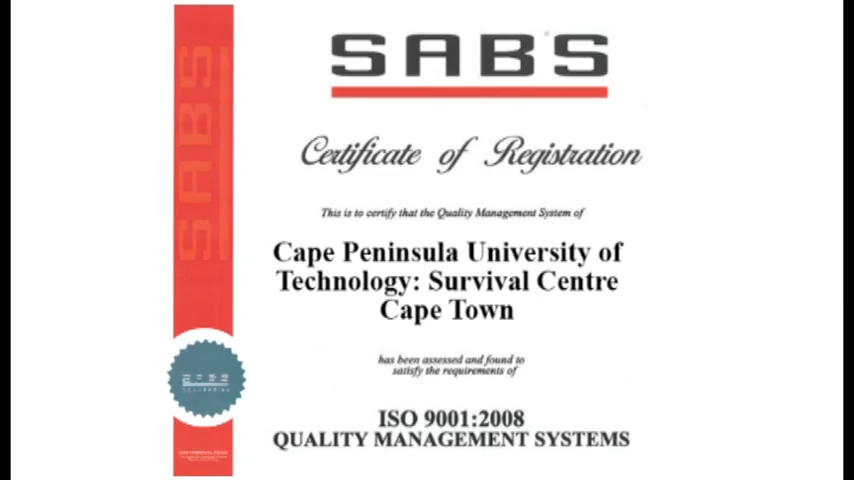 SABS
SABS
Certificate of Registration
This is to certify that the Quality Management System of
Cape Peninsula University of
Technology: Survival Centre
Cape Town
has been assessed and found to
satisfy the requirements of
ISO 9001:2008
QUALITY MANAGEMENT SYSTEMS